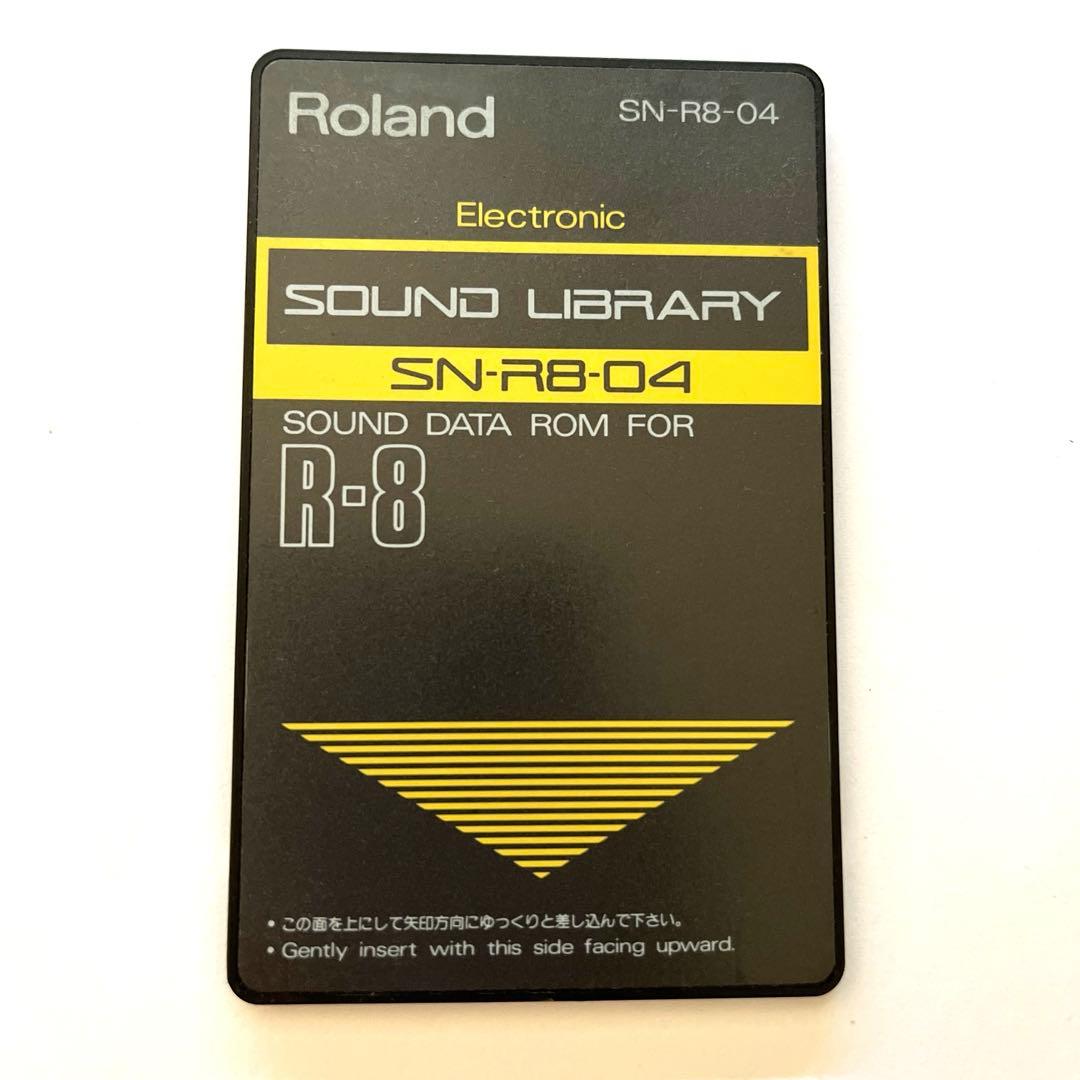 Roland
SN-R8-04
Electronic
SOUND LIBRARY
SN-R8-04
SOUND DATA ROM FOR
R-8
• この面を上にして矢印方向にゆっくりと差し込んで下さい。
• Gently insert with this side facing upward.